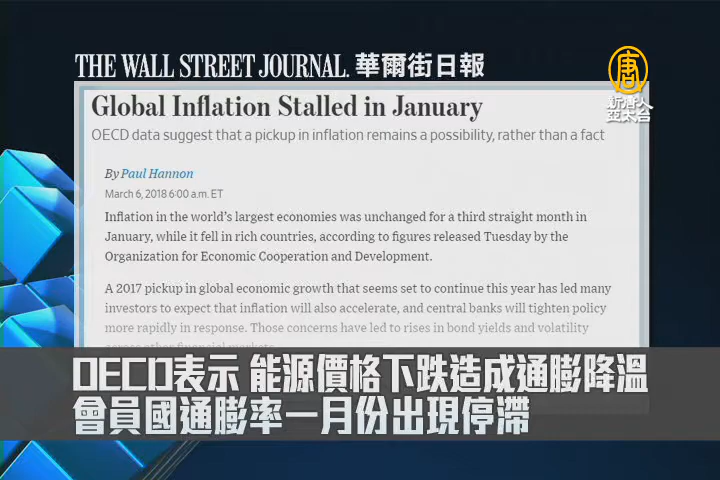 THE WALL STREET JOURNAL. 華爾街日報
唐
新唐人
亞太台
Global Inflation Stalled in January
OECD data suggest that a pickup in inflation remains a possibility, rather than a fact
By Paul Hannon
March 6, 2018 6:00 a.m. ET
Inflation in the world's largest economies was unchanged for a third straight month in
January, while it fell in rich countries, according to figures released Tuesday by the
Organization for Economic Cooperation and Development.
A 2017 pickup in global economic growth that seems set to continue this year has led many
investors to expect that inflation will also accelerate, and central banks will tighten policy
more rapidly in response. Those concerns have led to rises in bond yields and volatility
across other financial markets.
OECD表示 能源價格下跌造成通膨降溫
會員國通膨率一月份出現停滯